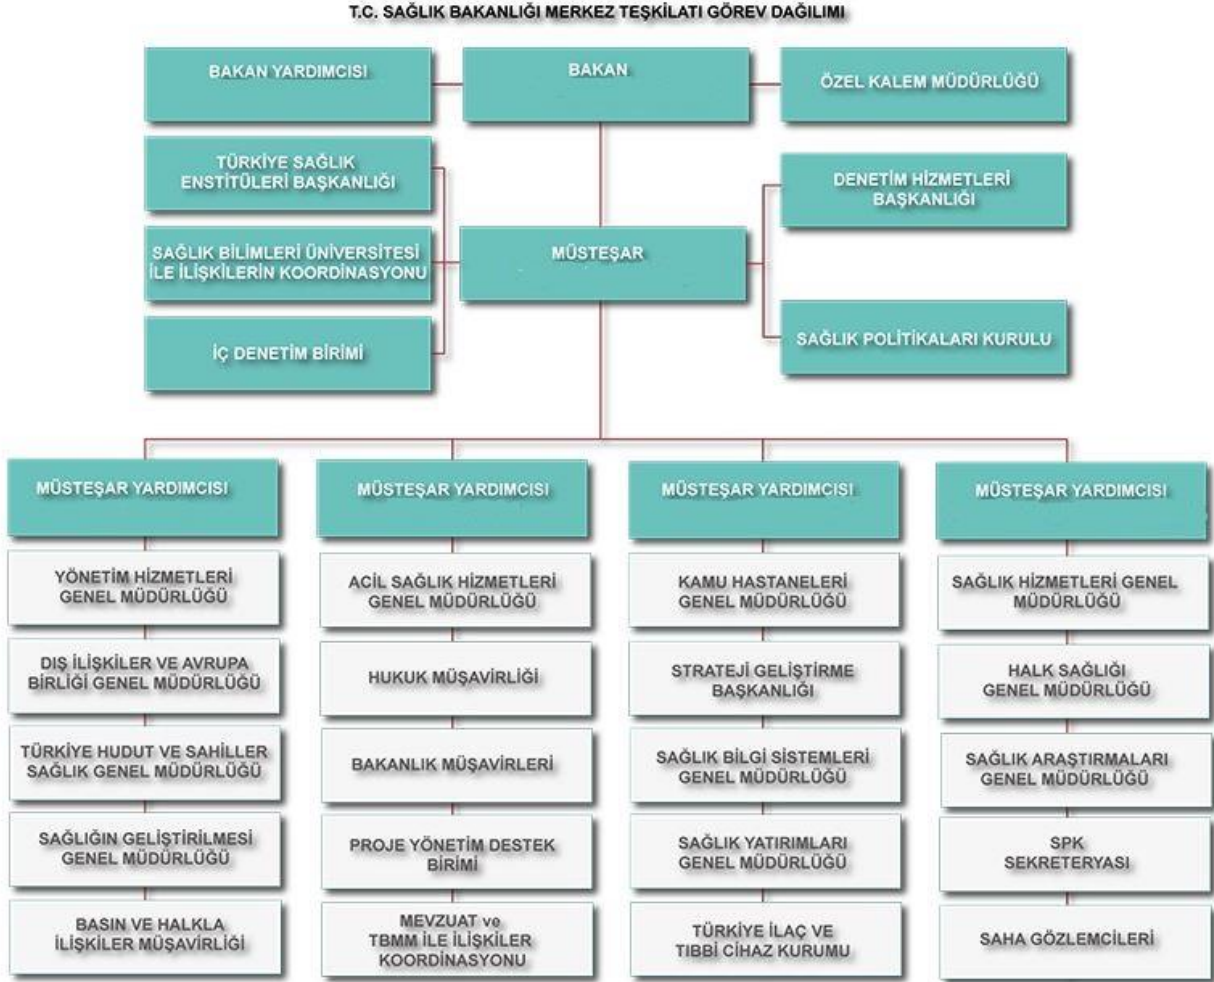 T.C. SAĞLIK BAKANLIĞI MERKEZ TEŞKİLATI GÖREV DAĞILIMI
BAKAN YARDIMCISI
BAKAN
ÖZEL KALEM MÜDÜRLÜĞÜ
TÜRKİYE SAĞLIK
ENSTİTÜLERİ BAŞKANLIĞI
DENETİM HİZMETLERİ
BAŞKANLIĞI
SAĞLIK BİLİMLERİ ÜNİVERSİTESİ
İLE İLİŞKİLERİN KOORDİNASYONU
MÜSTEŞAR
İÇ DENETİM BİRİMİ
SAĞLIK POLİTİKALARI KURULU
MÜSTEŞAR YARDIMCISI
YÖNETİM HİZMETLERİ
GENEL MÜDÜRLÜĞÜ
DIŞ İLİŞKİLER VE AVRUPA
BİRLİĞİ GENEL MÜDÜRLÜĞÜ
TÜRKİYE HUDUT VE SAHİLLER
SAĞLIK GENEL MÜDÜRLÜĞÜ
SAĞLIĞIN GELİŞTİRİLMESİ
GENEL MÜDÜRLÜĞÜ
BASIN VE HALKLA
İLİŞKİLER MÜŞAVİRLİĞİ
MÜSTEŞAR YARDIMCISI
ACİL SAĞLIK HİZMETLERİ
GENEL MÜDÜRLÜĞÜ
HUKUK MÜŞAVİRLİĞİ
BAKANLIK MÜŞAVİRLERİ
PROJE YÖNETİM DESTEK
BİRİMİ
MEVZUAT ve
TBMM İLE İLİŞKİLER
KOORDİNASYONU
MÜSTEŞAR YARDIMCISI
KAMU HASTANELERİ
GENEL MÜDÜRLÜĞÜ
STRATEJİ GELİŞTİRME
BAŞKANLIĞI
SAĞLIK BİLGİ SİSTEMLERİ
GENEL MÜDÜRLÜĞÜ
SAĞLIK YATIRIMLARI
GENEL MÜDÜRLÜĞÜ
TÜRKİYE İLAÇ VE
TIBBİ CİHAZ KURUMU
MÜSTEŞAR YARDIMCISI
SAĞLIK HİZMETLERİ GENEL
MÜDÜRLÜĞÜ
HALK SAĞLIĞI
GENEL MÜDÜRLÜĞÜ
SAĞLIK ARAŞTIRMALARI
GENEL MÜDÜRLÜĞÜ
SPK
SEKRETERYASI
SAHA GÖZLEMCİLERİ